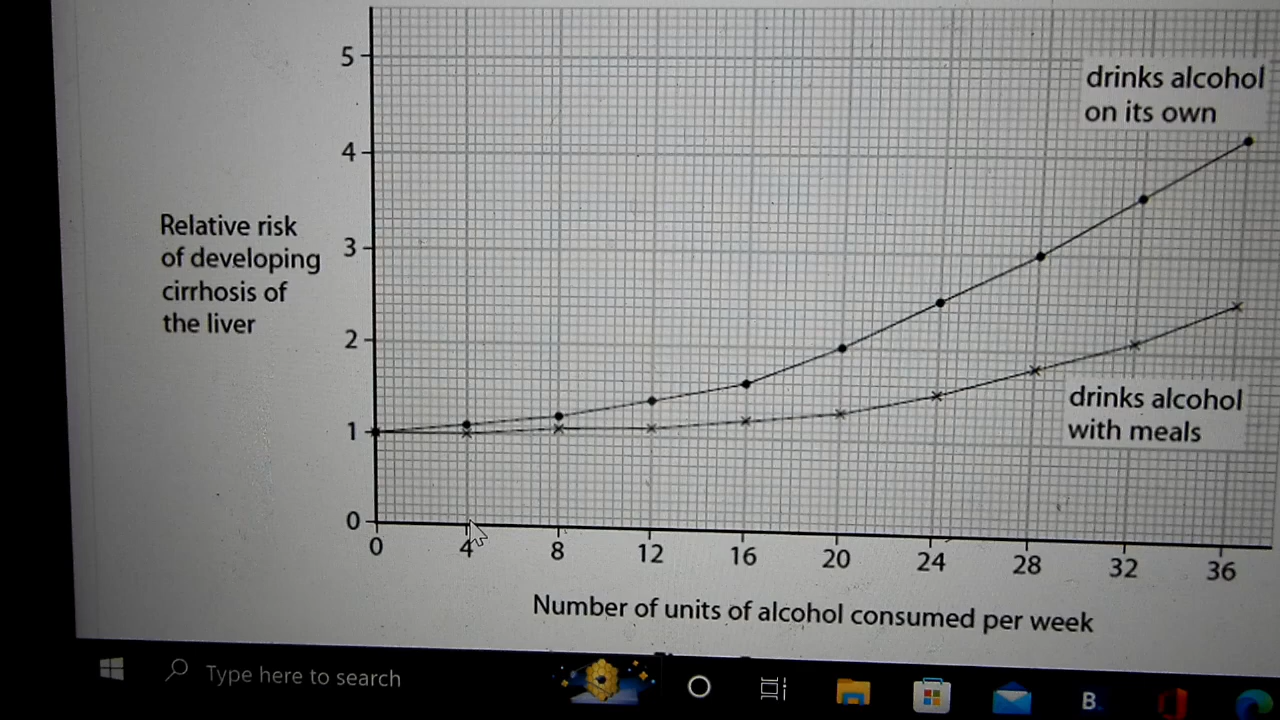 5
drinks alcohol
on its own
4
Relative risk
of developing
cirrhosis of
the liver
3
2
drinks alcohol
with meals
1
0
0 4 8 12 16 20 24 28 32 36
Number of units of alcohol consumed per week
Type here to search
B